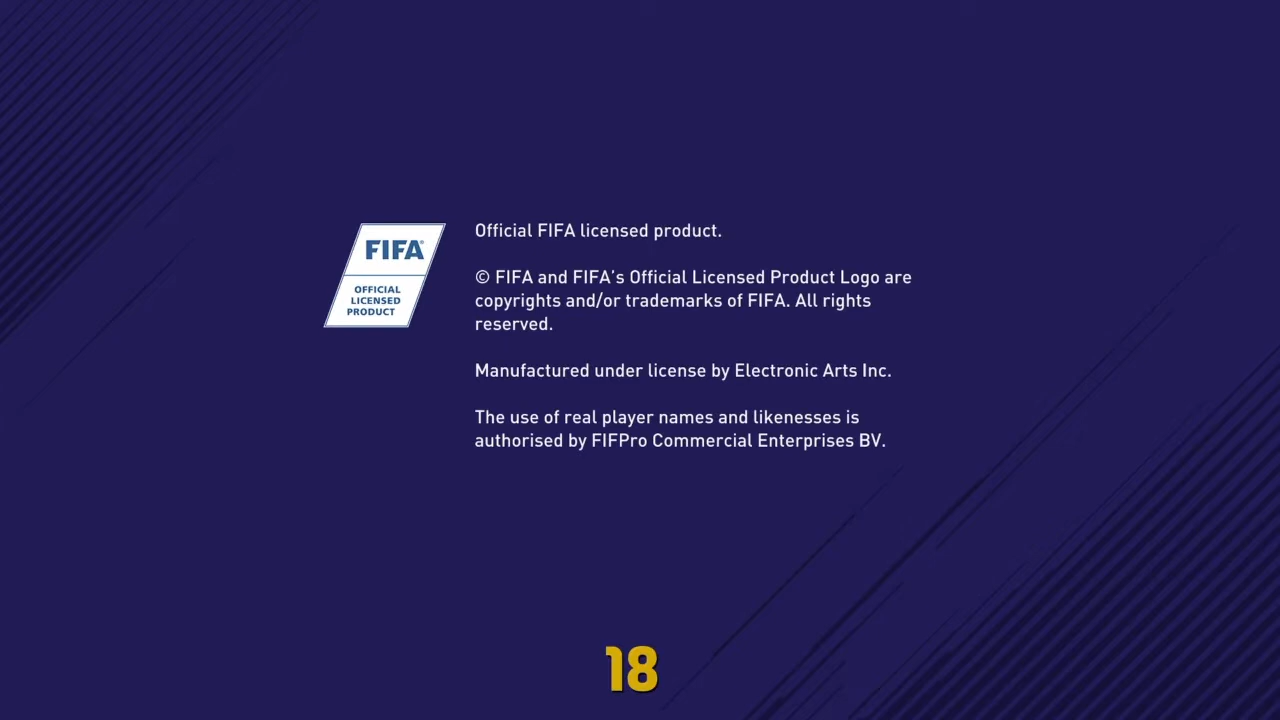 FIFA
OFFICIAL
LICENSED
PRODUCT
Official FIFA licensed product.
© FIFA and FIFA's Official Licensed Product Logo are
copyrights and/or trademarks of FIFA. All rights
reserved.
Manufactured under license by Electronic Arts Inc.
The use of real player names and likenesses is
authorised by FIFPro Commercial Enterprises BV.
18